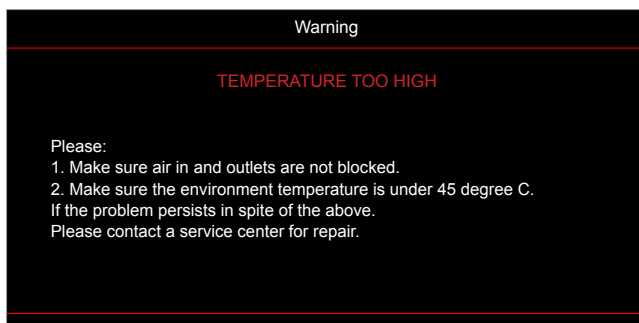 Warning
TEMPERATURE TOO HIGH
Please:
1. Make sure air in and outlets are not blocked.
2. Make sure the environment temperature is under 45 degree C.
If the problem persists in spite of the above.
Please contact a service center for repair.